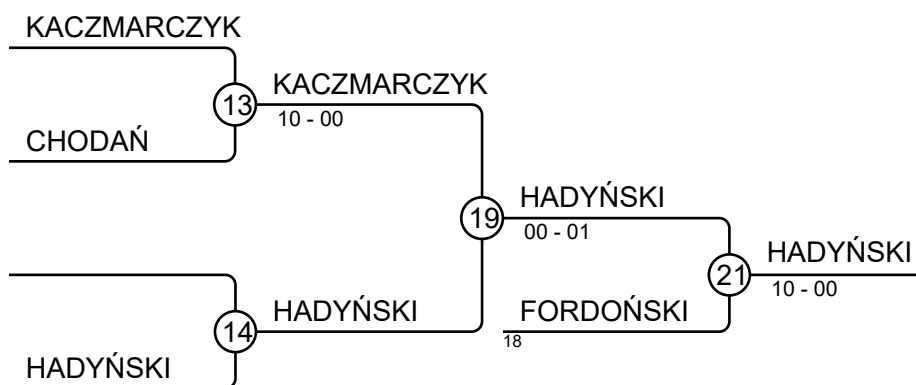 KACZMARCZYK
13
KACZMARCZYK
10 - 00
CHODAŃ
19
HADYŃSKI
00 - 01
21
HADYŃSKI
10 - 00
14
HADYŃSKI
FORDOŃSKI
18
HADYŃSKI